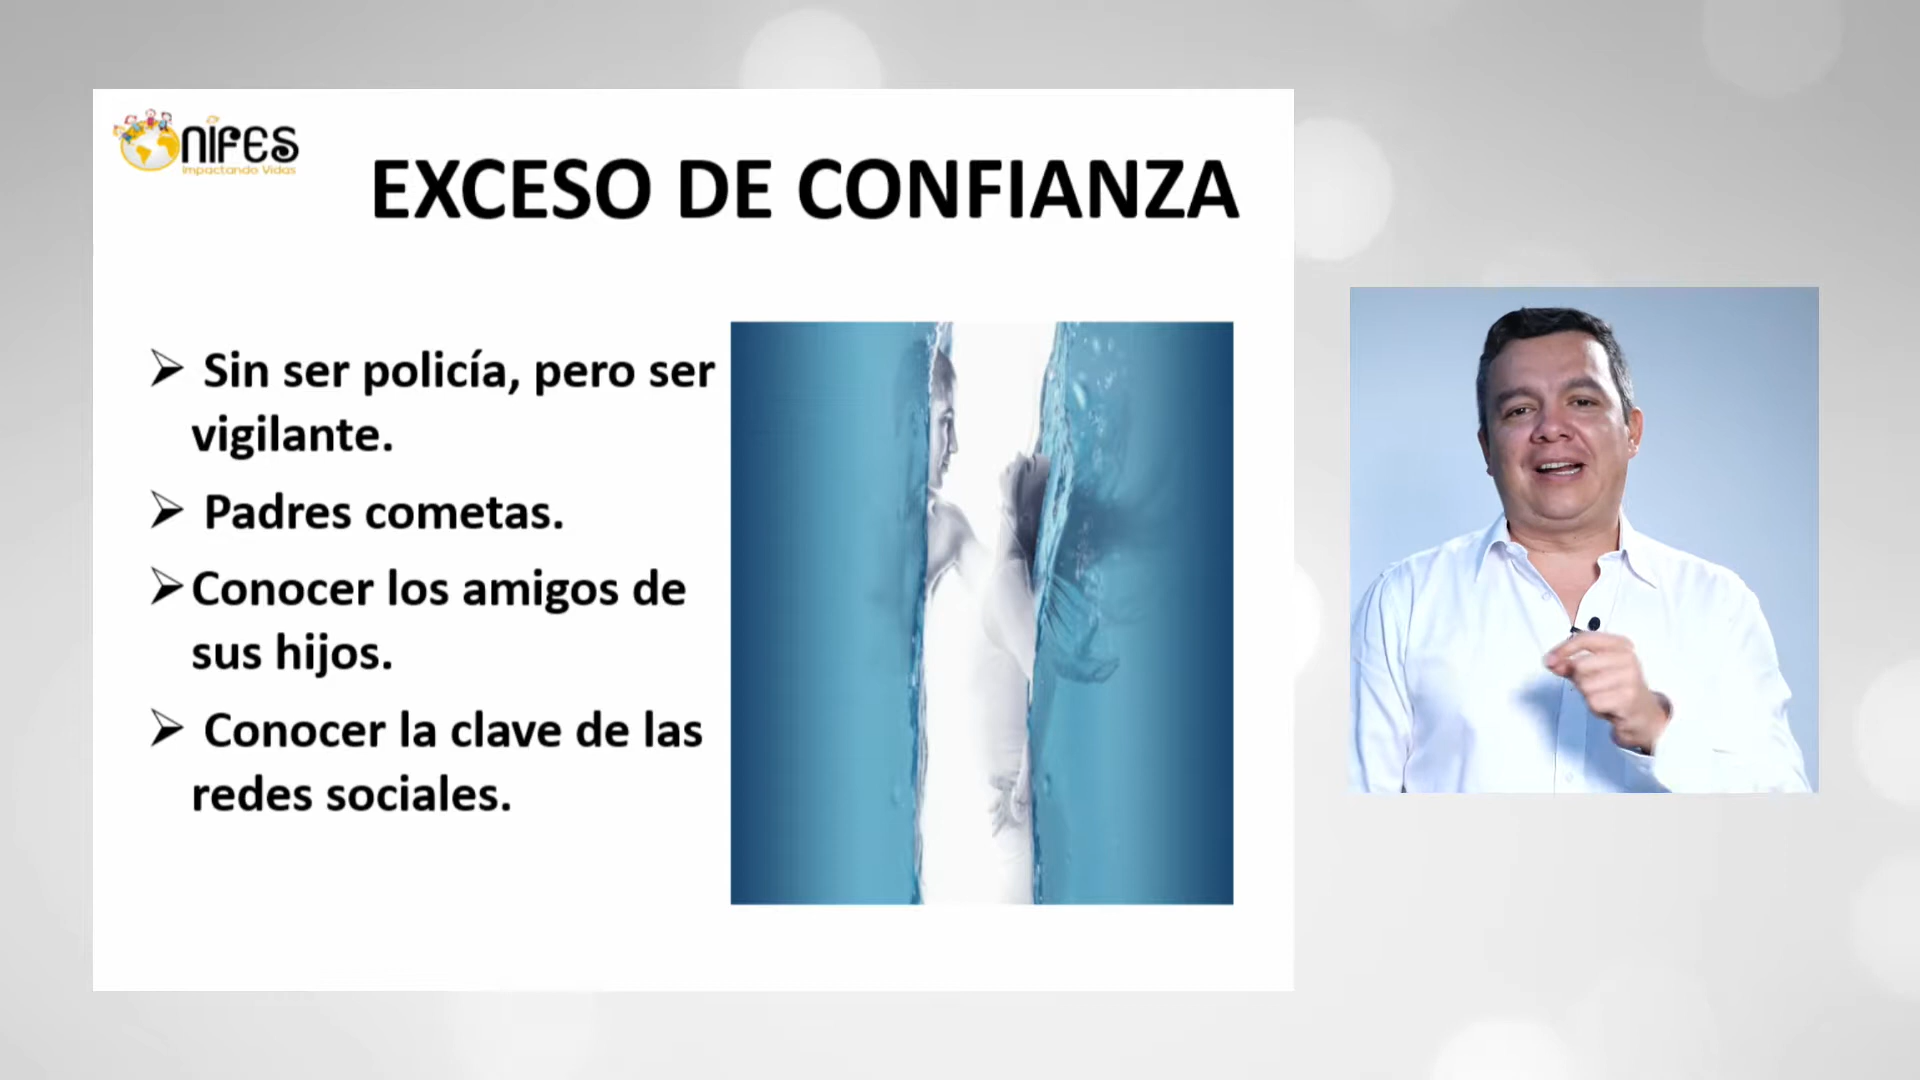 ONIFES
Impactando Vidas
EXCESO DE CONFIANZA
➢ Sin ser policía, pero ser
vigilante.
➢ Padres cometas.
➢Conocer los amigos de
sus hijos.
➢ Conocer la clave de las
redes sociales.